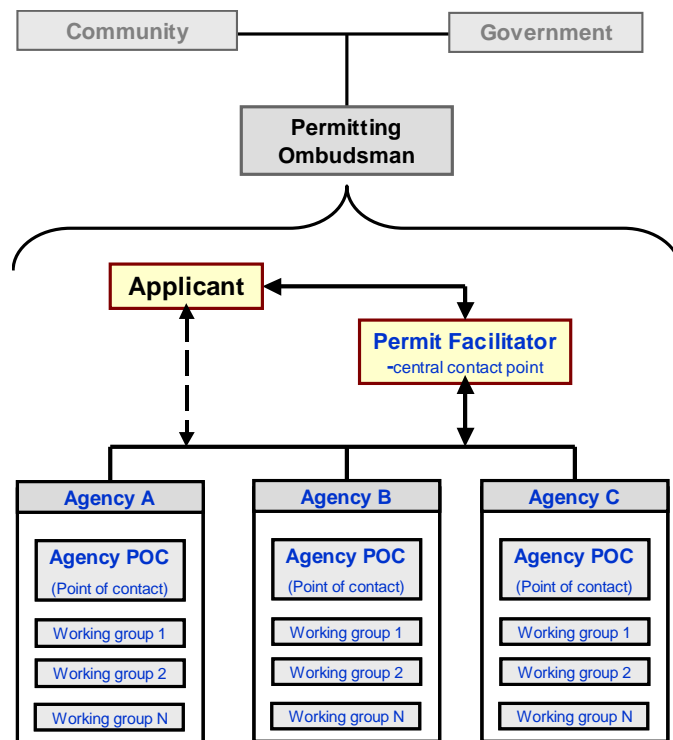 Community
Government
Permitting
Ombudsman
Applicant
Permit Facilitator
-central contact point
Agency A
Agency POC
(Point of contact)
Working group 1
Working group 2
Working group N
Agency B
Agency POC
(Point of contact)
Working group 1
Working group 2
Working group N
Agency C
Agency POC
(Point of contact)
Working group 1
Working group 2
Working group N